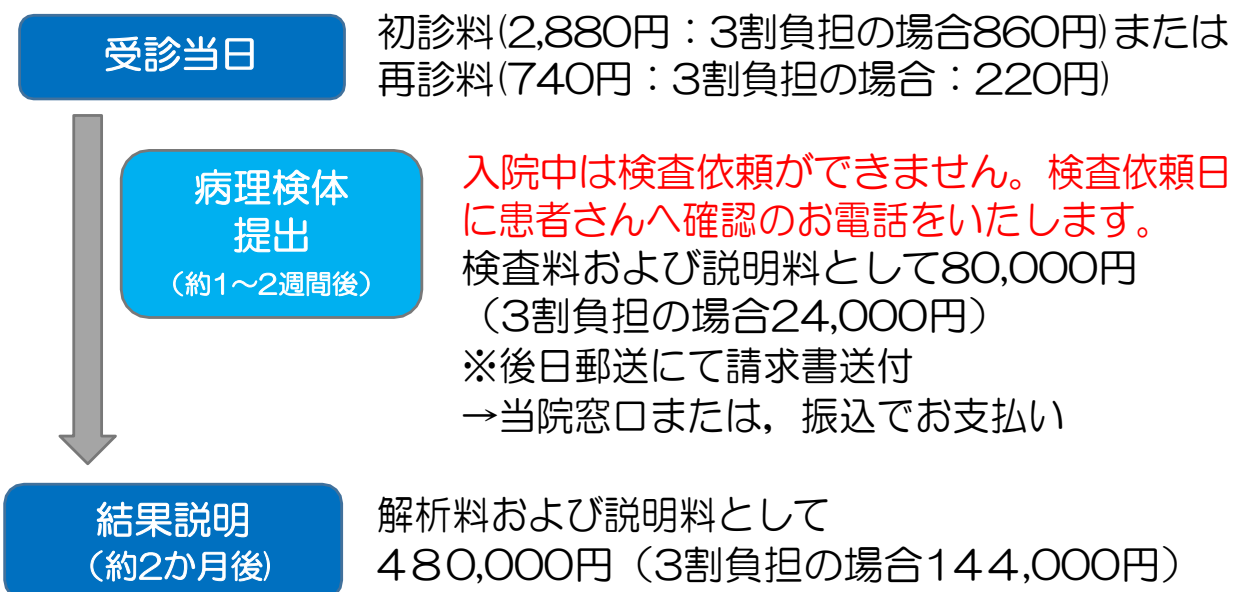 受診当日
初診料(2,880円：3割負担の場合860円)または
再診料(740円：3割負担の場合：220円)
病理検体
提出
（約1～2週間後）
入院中は検査依頼ができません。検査依頼日
に患者さんへ確認のお電話をいたします。
検査料および説明料として80,000円
（3割負担の場合24,000円）
※後日郵送にて請求書送付
→当院窓口または，振込でお支払い
結果説明
（約2か月後)
解析料および説明料として
４８０,000円（3割負担の場合1４４,000円）